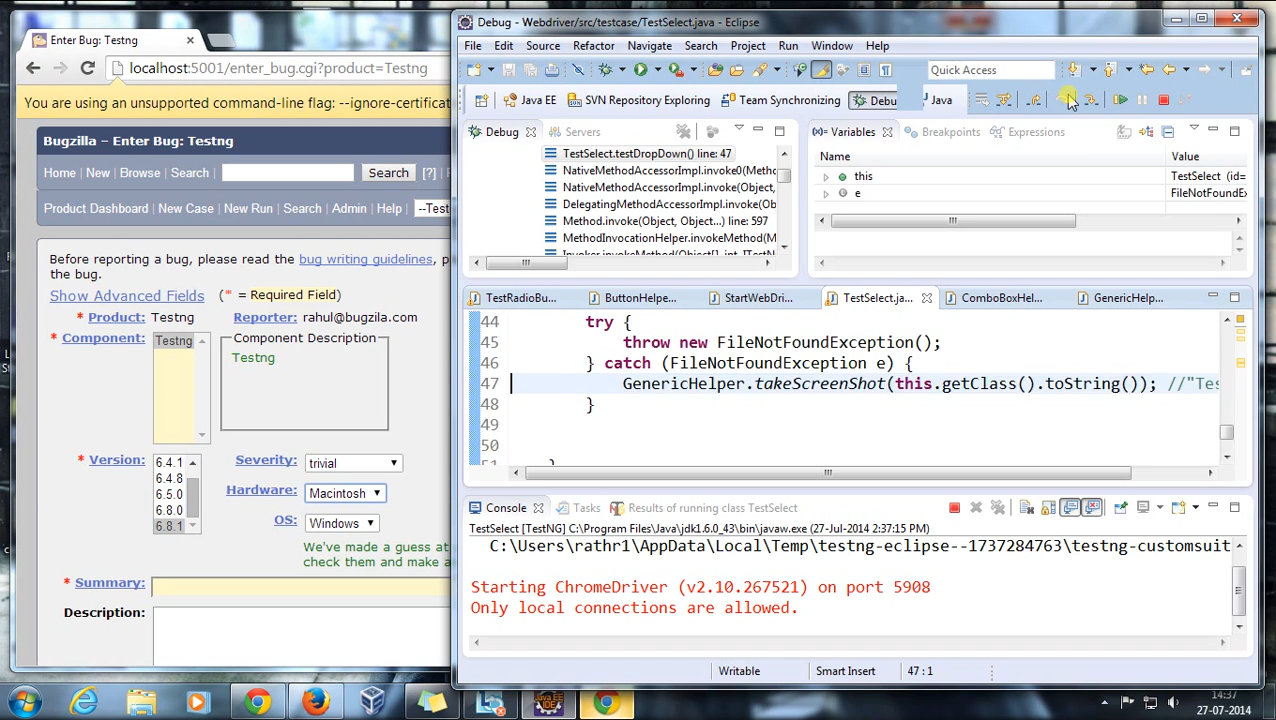 Enter Bug: Testng
localhost:5001/enter_bug.cgi?product=Testng
You are using an unsupported command-line flag: --ignore-certifica
Bugzilla – Enter Bug: Testng
Home | New | Browse | Search | Search [?]
Product Dashboard | New Case | New Run | Search | Admin | Help | --Test
Before reporting a bug, please read the bug writing guidelines, p
the bug.
Show Advanced Fields (* = Required Field)
* Product: Testng Reporter: rahul@bugzila.com
* Component: Testng Component Description
Testng
* Version: 6.4.1
6.4.8
6.5.0
6.8.0
6.8.1
Severity: trivial
Hardware: Macintosh
OS: Windows
We've made a guess at
check them and make a
* Summary:
Description:
Debug - Webdriver/src/testcase/TestSelect.java - Eclipse
File Edit Source Refactor Navigate Search Project Run Window Help
Quick Access
Java EE SVN Repository Exploring Team Synchronizing Debu Java
Debug Servers
TestSelect.testDropDown() line: 47
NativeMethodAccessorImpl.invoke0(Metho
NativeMethodAccessorImpl.invoke(Object,
DelegatingMethodAccessorImpl.invoke(Ob
Method.invoke(Object, Object...) line: 597
MethodInvocationHelper.invokeMethod(M
Invoker.invokeMethod(Object[], int, ITestN
Variables Breakpoints Expressions
Name Value
this TestSelect (id=
e FileNotFoundEx
TestRadioBu... ButtonHelpe... StartWebDri... TestSelect.ja... ComboBoxHel... GenericHelp...
44 try {
45 throw new FileNotFoundException();
46 } catch (FileNotFoundException e) {
47 GenericHelper.takeScreenShot(this.getClass().toString()); //"Tes
48 }
49
50
51 }
Console Tasks Results of running class TestSelect
TestSelect [TestNG] C:\Program Files\Java\jdk1.6.0_43\bin\javaw.exe (27-Jul-2014 2:37:15 PM)
C:\Users\rathr1\AppData\Local\Temp\testng-eclipse--1737284763\testng-customsuit
Starting ChromeDriver (v2.10.267521) on port 5908
Only local connections are allowed.
Writable Smart Insert 47 : 1
14:37
27-07-2014